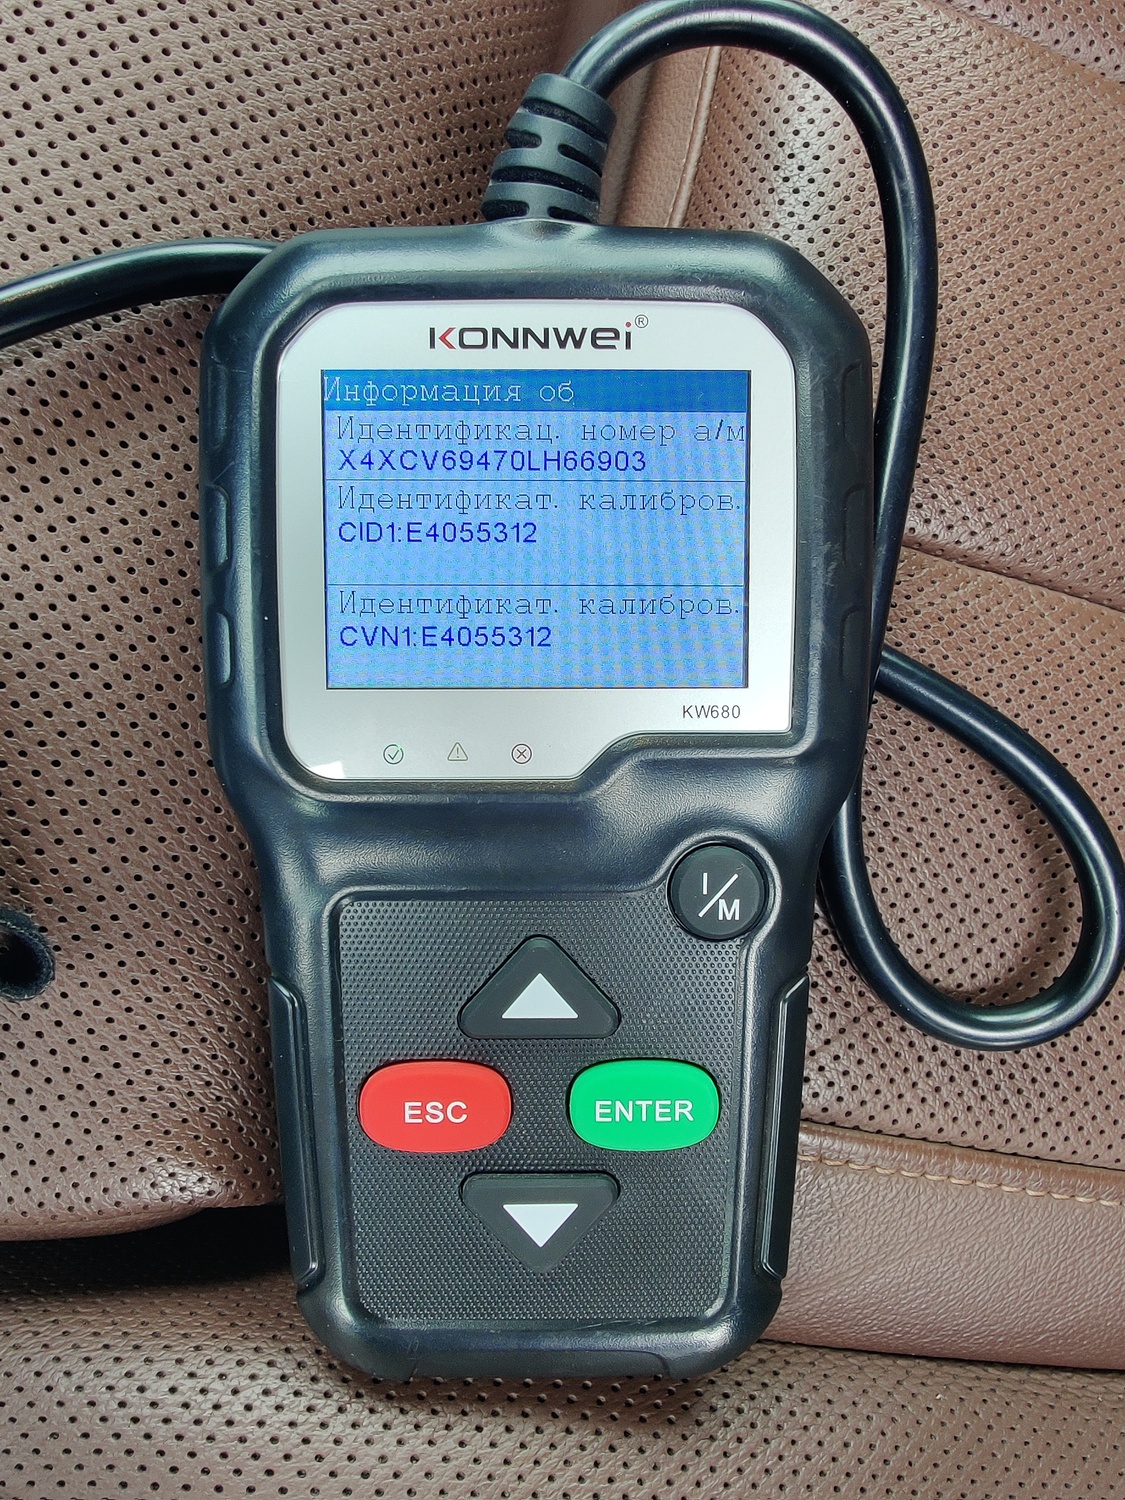 KONNWEI®
Информация об
Идентификац. номер а/м
X4XCV69470LH66903
Идентификат. калибров.
CID1:E4055312
Идентификат. калибров.
CVN1:E4055312
KW680
I/M
ESC
ENTER